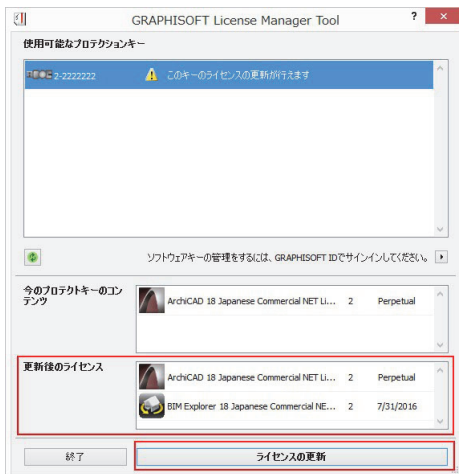 GRAPHISOFT License Manager Tool
?
×
使用可能なプロテクションキー
2-2222222 このキーのライセンスの更新が行えます
ソフトウェアキーの管理をするには、GRAPHISOFT IDでサインインしてください。
今のプロテクトキーのコン
テンツ
ArchiCAD 18 Japanese Commercial NET Li... 2 Perpetual
更新後のライセンス
ArchiCAD 18 Japanese Commercial NET Li... 2 Perpetual
BIM Explorer 18 Japanese Commercial NE... 2 7/31/2016
終了
ライセンスの更新